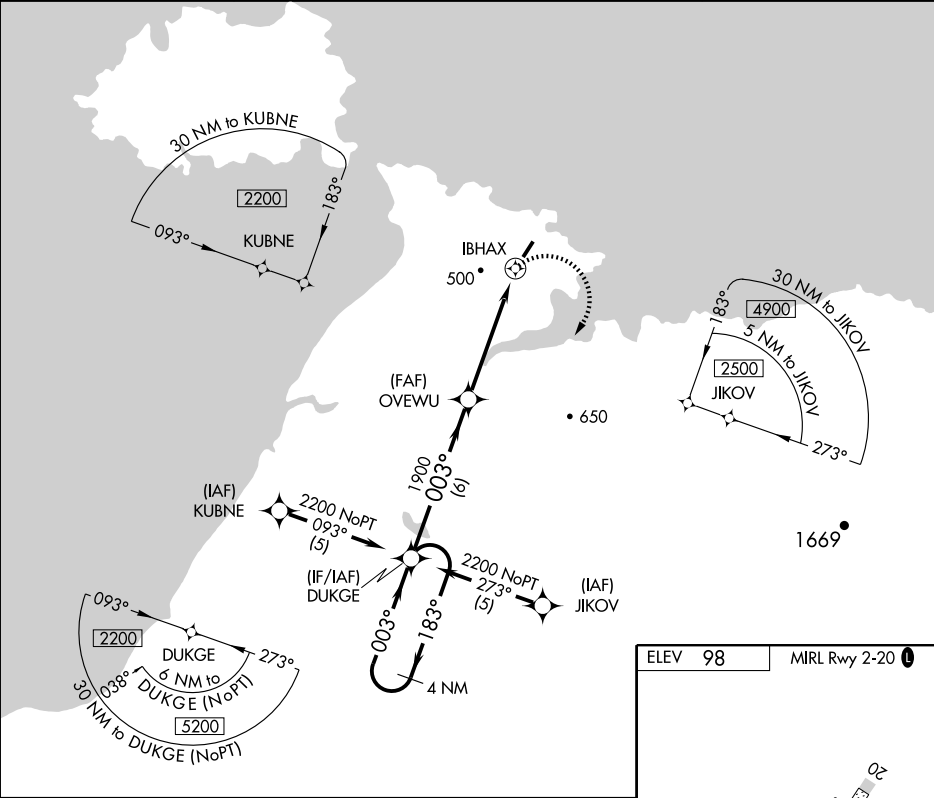 30 NM to KUBNE
2200
183°
093°
KUBNE
IBHAX
500
30 NM to JIKOV
4900
183°
5 NM to JIKOV
2500
JIKOV
273°
(FAF)
OVEWU
650
1900
003°
(6)
(IAF)
KUBNE
2200 NoPT
093°
(5)
1669
(IF/IAF)
DUKGE
2200 NoPT
273°
(5)
(IAF)
JIKOV
003°
183°
4 NM
093°
2200
DUKGE
273°
038°
6 NM to
DUKGE (NoPT)
5200
30 NM to DUKGE (NoPT)
ELEV 98
MIRL Rwy 2-20 L
20